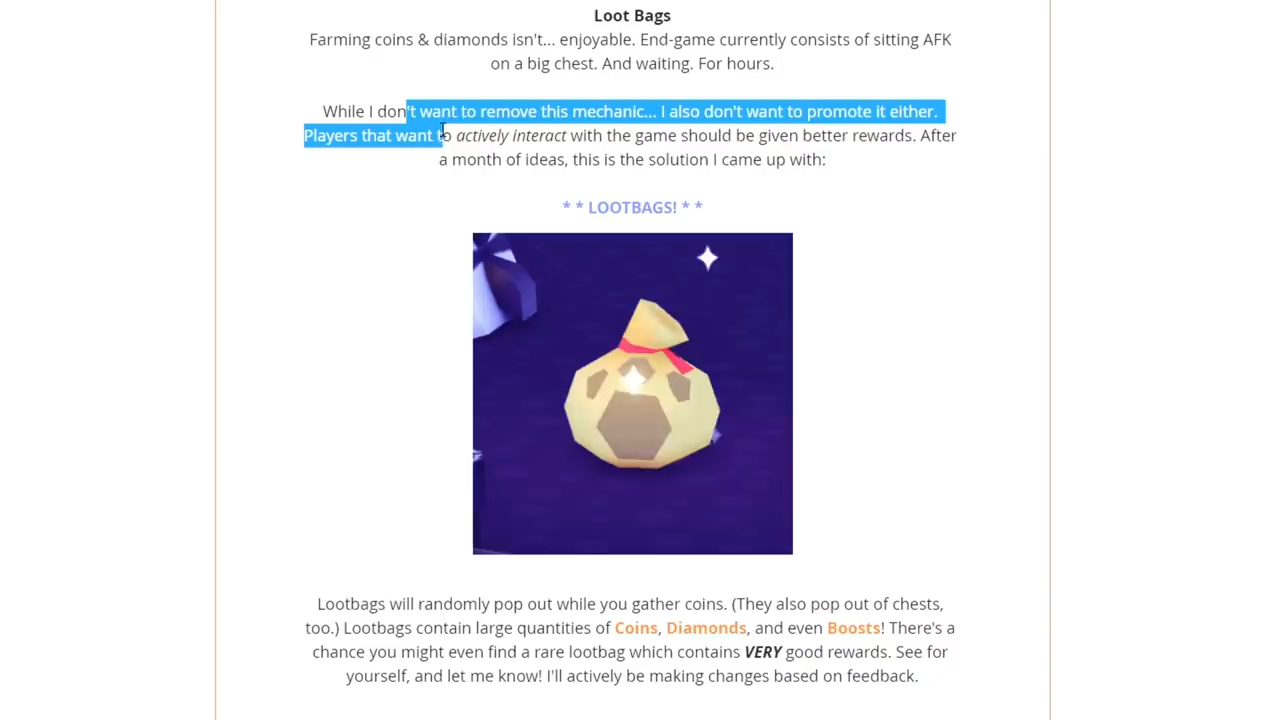 Loot Bags
Farming coins & diamonds isn't... enjoyable. End-game currently consists of sitting AFK
on a big chest. And waiting. For hours.
While I don't want to remove this mechanic... I also don't want to promote it either.
Players that want to actively interact with the game should be given better rewards. After
a month of ideas, this is the solution I came up with:
* * LOOTBAGS! * *
Lootbags will randomly pop out while you gather coins. (They also pop out of chests,
too.) Lootbags contain large quantities of Coins, Diamonds, and even Boosts! There's a
chance you might even find a rare lootbag which contains VERY good rewards. See for
yourself, and let me know! I'll actively be making changes based on feedback.